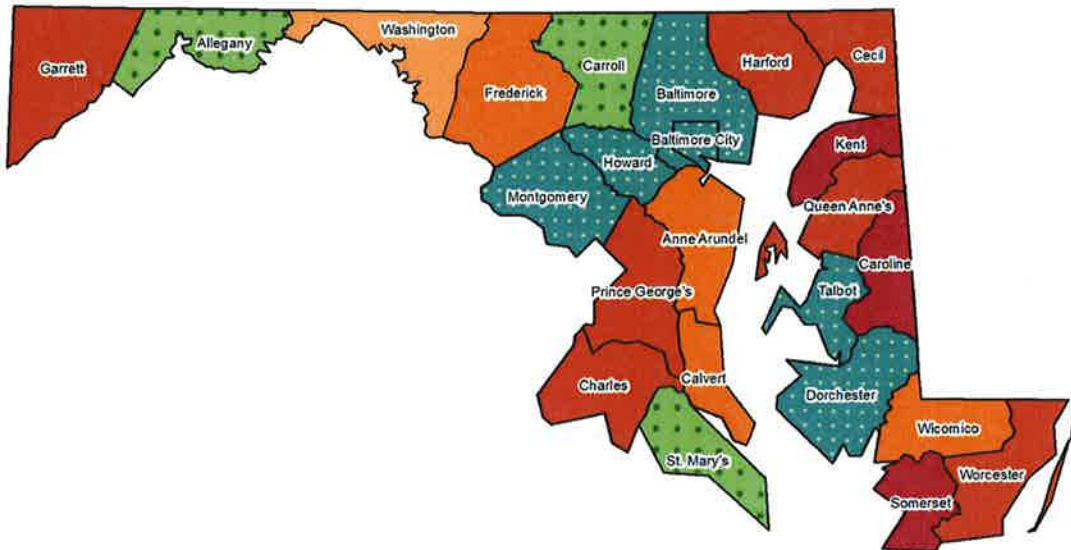 Garrett
Allegany
Washington
Frederick
Carroll
Baltimore
Harford
Cecil
Baltimore City
Howard
Montgomery
Kent
Queen Anne's
Anne Arundel
Caroline
Talbot
Prince George's
Charles
Calvert
Dorchester
Wicomico
St. Mary's
Worcester
Somerset